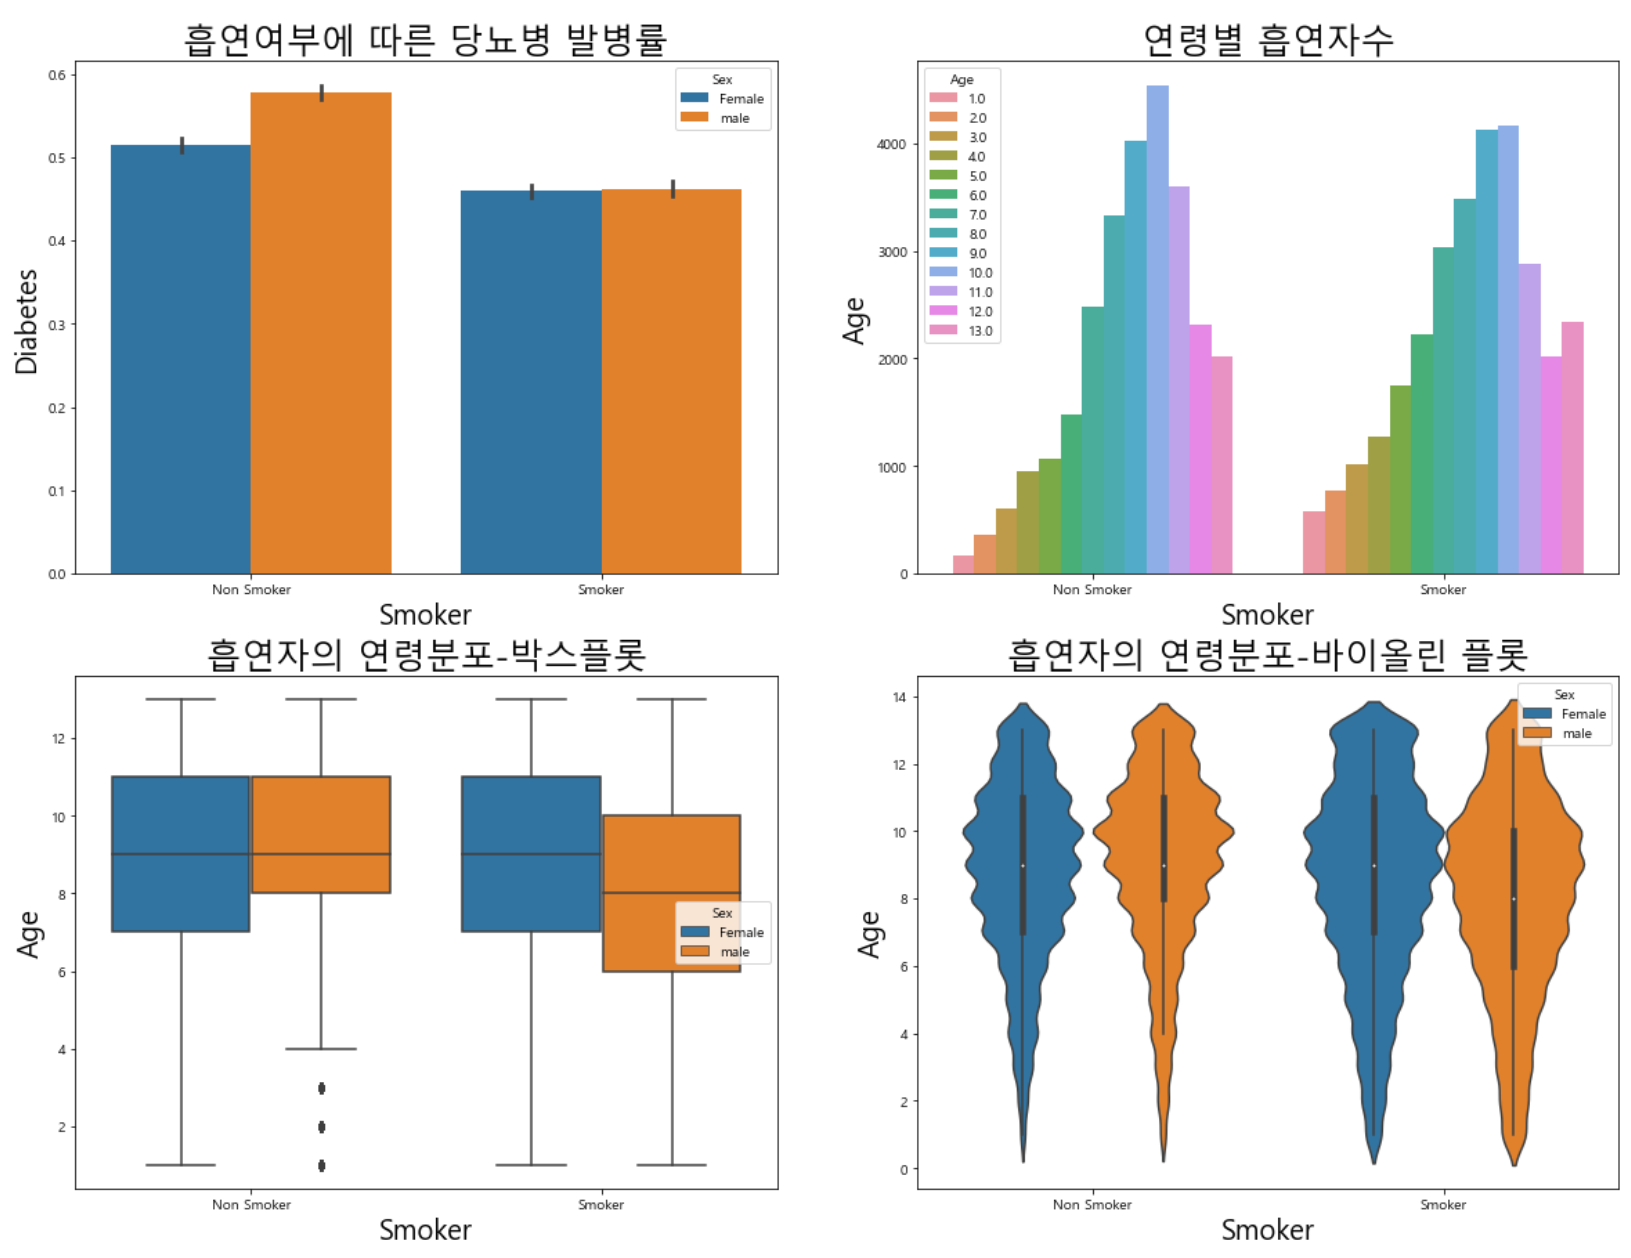 흡연여부에 따른 당뇨병 발병률
Diabetes
0.6
0.5
0.4
0.3
0.2
0.1
0.0
Sex
Female
male
Non Smoker
Smoker
Smoker
연령별 흡연자수
Age
4000
3000
2000
1000
0
Age
1.0
2.0
3.0
4.0
5.0
6.0
7.0
8.0
9.0
10.0
11.0
12.0
13.0
Non Smoker
Smoker
Smoker
흡연자의 연령분포-박스플롯
Age
12
10
8
6
4
2
Sex
Female
male
Non Smoker
Smoker
Smoker
흡연자의 연령분포-바이올린 플롯
Age
14
12
10
8
6
4
2
0
Sex
Female
male
Non Smoker
Smoker
Smoker